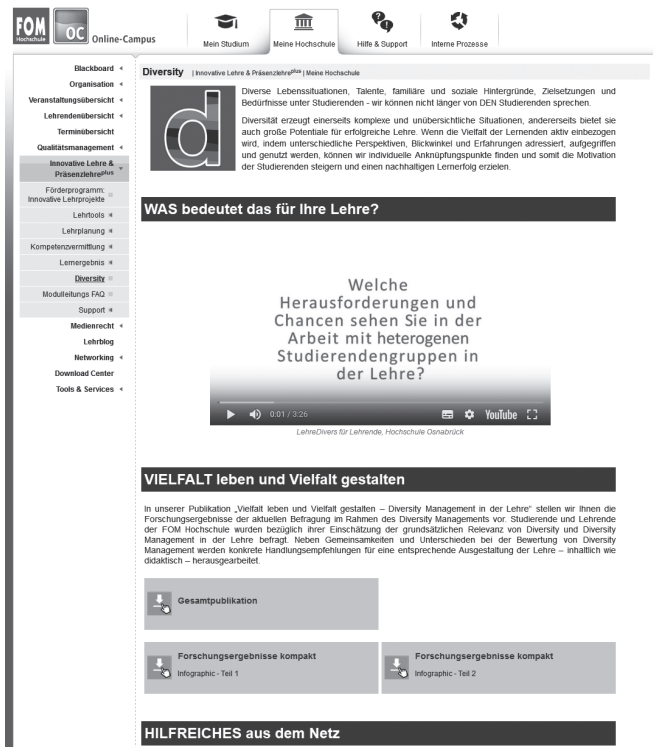 FOM
Hochschule
OC
Online-Campus
Mein Studium
Meine Hochschule
Hilfe & Support
Interne Prozesse
Blackboard
Organisation
Veranstaltungsübersicht
Lehrendenübersicht
Terminübersicht
Qualitätsmanagement
Innovative Lehre &
Präsenzlehreplus
Förderprogramm:
Innovative Lehrprojekte
Lehrtools
Lehrplanung
Kompetenzvermittlung
Lernergebnis
Diversity
Modulleitungs FAQ
Support
Medienrecht
Lehrblog
Networking
Download Center
Tools & Services
Diversity | Innovative Lehre & Präsenzlehreplus | Meine Hochschule
d
Diverse Lebenssituationen, Talente, familiäre und soziale Hintergründe, Zielsetzungen und
Bedürfnisse unter Studierenden - wir können nicht länger von DEN Studierenden sprechen.
Diversität erzeugt einerseits komplexe und unübersichtliche Situationen, andererseits bietet sie
auch große Potentiale für erfolgreiche Lehre. Wenn die Vielfalt der Lernenden aktiv einbezogen
wird, indem unterschiedliche Perspektiven, Blickwinkel und Erfahrungen adressiert, aufgegriffen
und genutzt werden, können wir individuelle Anknüpfungspunkte finden und somit die Motivation
der Studierenden steigern und einen nachhaltigen Lernerfolg erzielen.
WAS bedeutet das für Ihre Lehre?
Welche
Herausforderungen und
Chancen sehen Sie in der
Arbeit mit heterogenen
Studierendengruppen in
der Lehre?
0:01 / 3:26
YouTube
LehreDivers für Lehrende, Hochschule Osnabrück
VIELFALT leben und Vielfalt gestalten
In unserer Publikation „Vielfalt leben und Vielfalt gestalten – Diversity Management in der Lehre" stellen wir Ihnen die
Forschungsergebnisse der aktuellen Befragung im Rahmen des Diversity Managements vor. Studierende und Lehrende
der FOM Hochschule wurden bezüglich ihrer Einschätzung der grundsätzlichen Relevanz von Diversity und Diversity
Management in der Lehre befragt. Neben Gemeinsamkeiten und Unterschieden bei der Bewertung von Diversity
Management werden konkrete Handlungsempfehlungen für eine entsprechende Ausgestaltung der Lehre – inhaltlich wie
didaktisch – herausgearbeitet.
Gesamtpublikation
Forschungsergebnisse kompakt
Infographic - Teil 1
Forschungsergebnisse kompakt
Infographic - Teil 2
HILFREICHES aus dem Netz